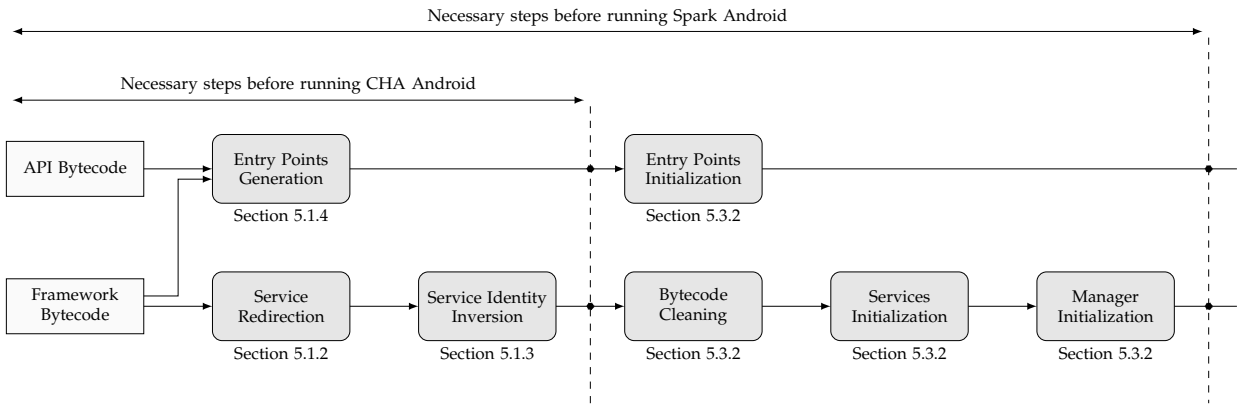 Necessary steps before running Spark Android
Necessary steps before running CHA Android
API Bytecode
Entry Points
Generation
Section 5.1.4
Entry Points
Initialization
Section 5.3.2
Framework
Bytecode
Service
Redirection
Section 5.1.2
Service Identity
Inversion
Section 5.1.3
Bytecode
Cleaning
Section 5.3.2
Services
Initialization
Section 5.3.2
Manager
Initialization
Section 5.3.2